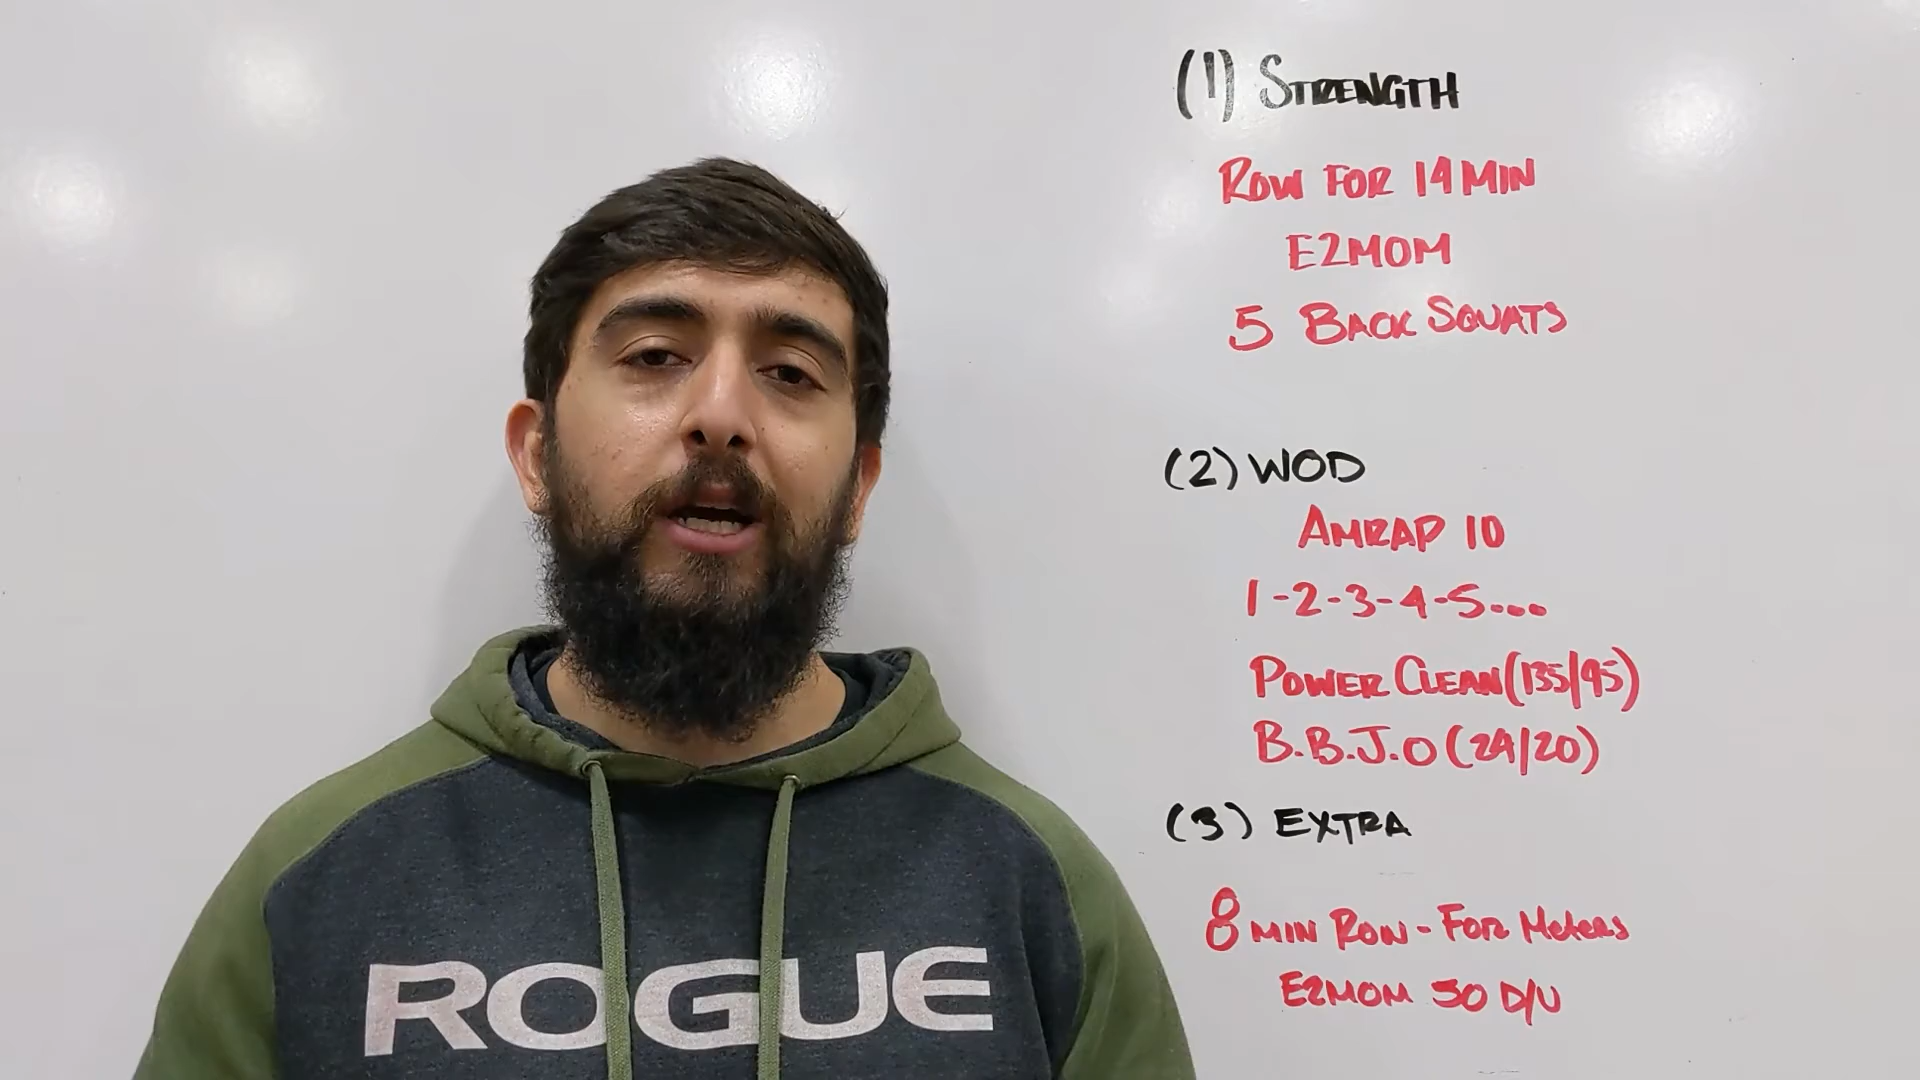 (1) STRENGTH
ROW FOR 14 MIN
E2MOM
5 BACK SQUATS
(2) WOD
AMRAP 10
1-2-3-4-5...
POWER CLEAN (135/95)
B.B.J.O (24/20)
(3) EXTRA
8 MIN ROW - FOR Meters
E2MOM 50 D/U
ROGUE